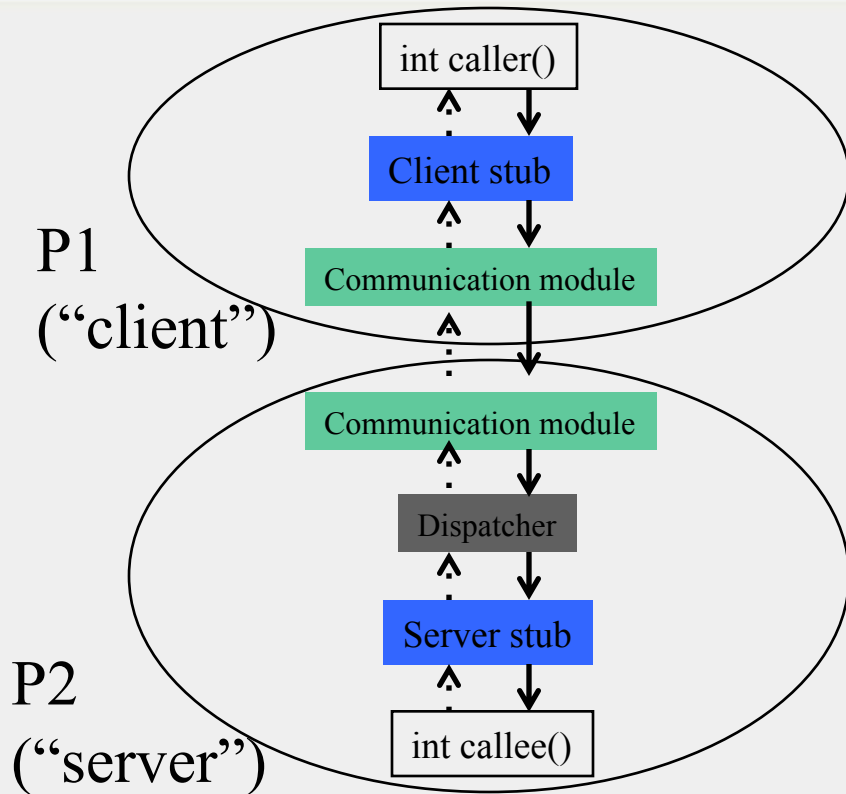 int caller()
Client stub
P1
(“client”)
Communication module
Communication module
Dispatcher
Server stub
P2
(“server”)
int callee()